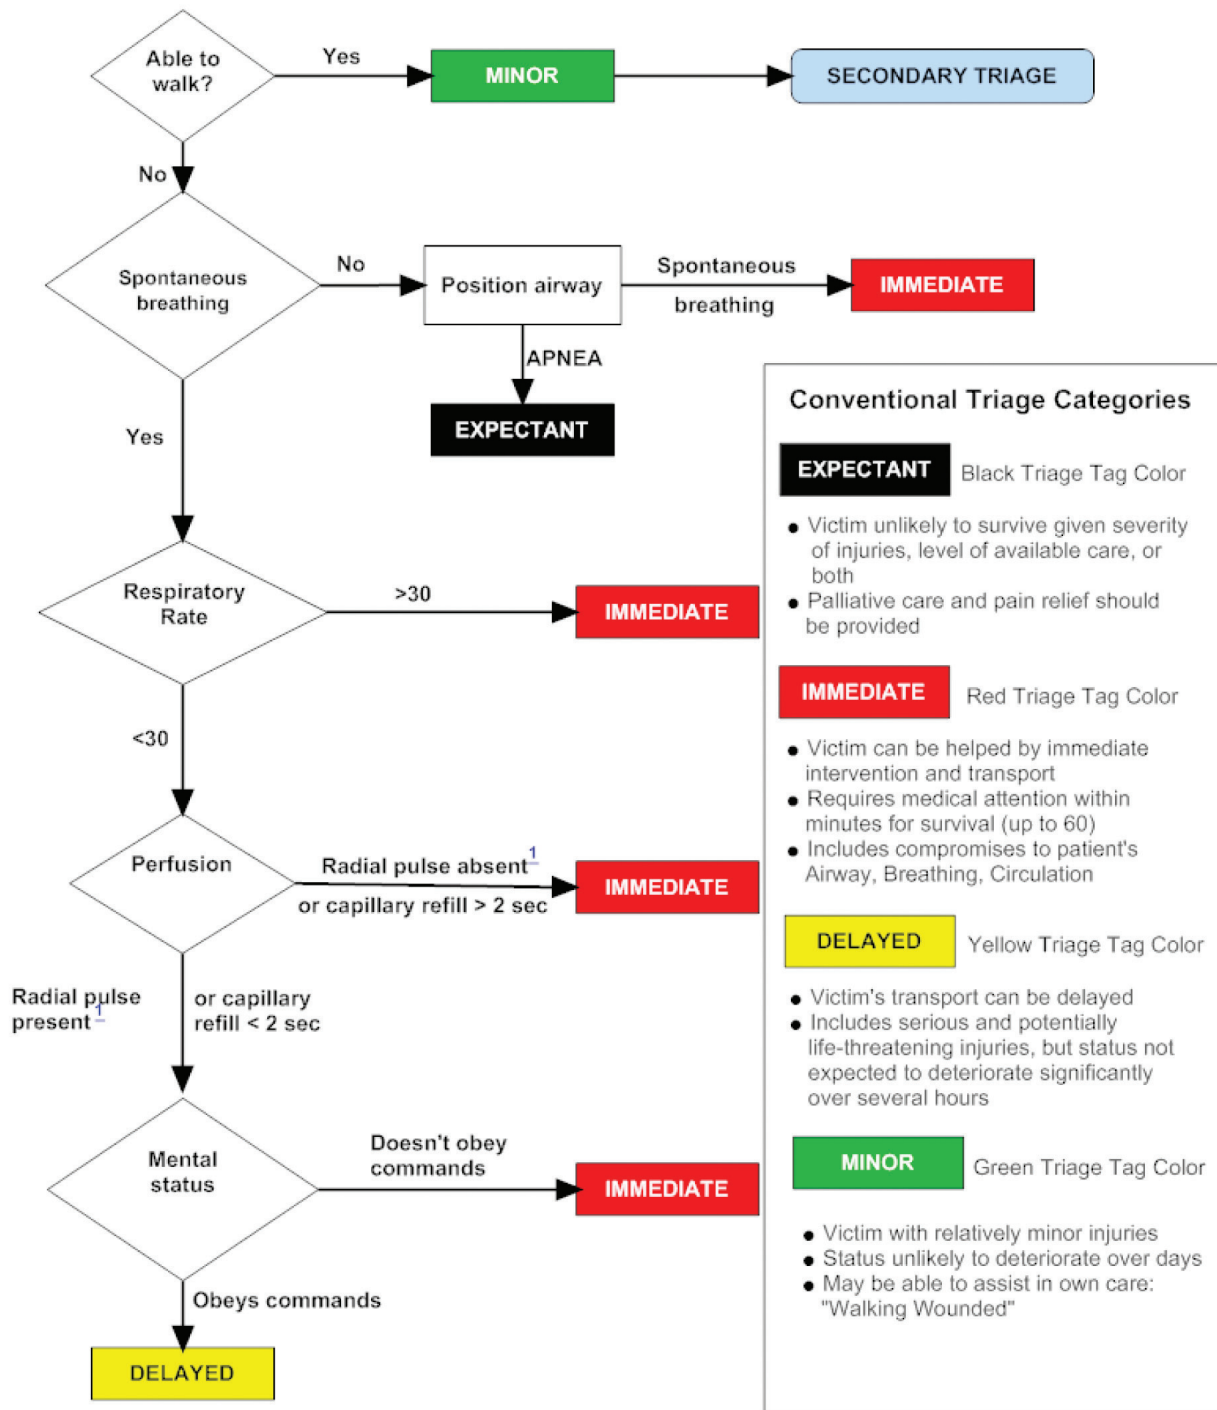 Able to
walk?
Yes
MINOR
SECONDARY TRIAGE
No
Spontaneous
breathing
No
Position airway
Spontaneous
breathing
IMMEDIATE
APNEA
EXPECTANT
Yes
Respiratory
Rate
>30
IMMEDIATE
<30
Perfusion
Radial pulse absent1
or capillary refill > 2 sec
IMMEDIATE
Radial pulse
present1
or capillary
refill < 2 sec
Mental
status
Doesn't obey
commands
IMMEDIATE
Obeys commands
DELAYED
Conventional Triage Categories
EXPECTANT
Black Triage Tag Color
● Victim unlikely to survive given severity
of injuries, level of available care, or
both
● Palliative care and pain relief should
be provided
IMMEDIATE
Red Triage Tag Color
● Victim can be helped by immediate
intervention and transport
● Requires medical attention within
minutes for survival (up to 60)
● Includes compromises to patient's
Airway, Breathing, Circulation
DELAYED
Yellow Triage Tag Color
● Victim's transport can be delayed
● Includes serious and potentially
life-threatening injuries, but status not
expected to deteriorate significantly
over several hours
MINOR
Green Triage Tag Color
● Victim with relatively minor injuries
● Status unlikely to deteriorate over days
● May be able to assist in own care:
"Walking Wounded"